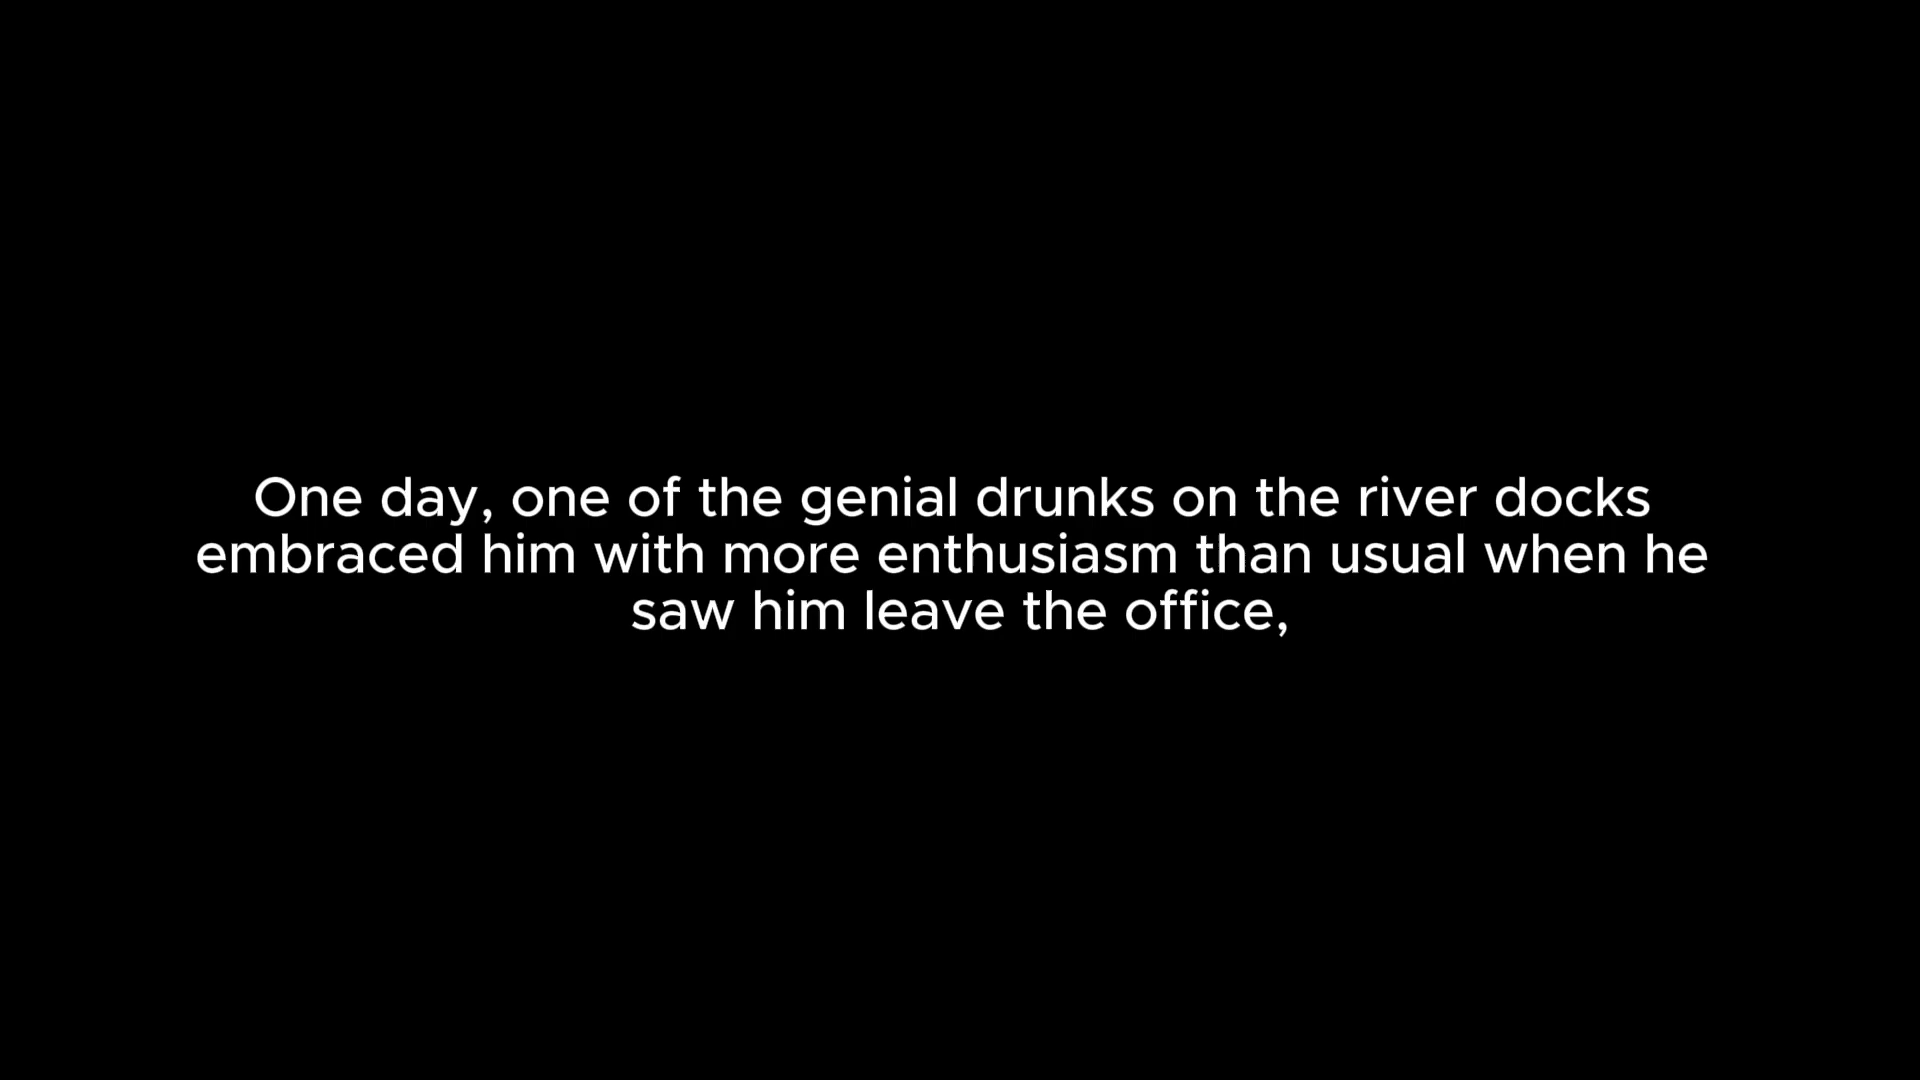 One day, one of the genial drunks on the river docks
embraced him with more enthusiasm than usual when he
saw him leave the office,